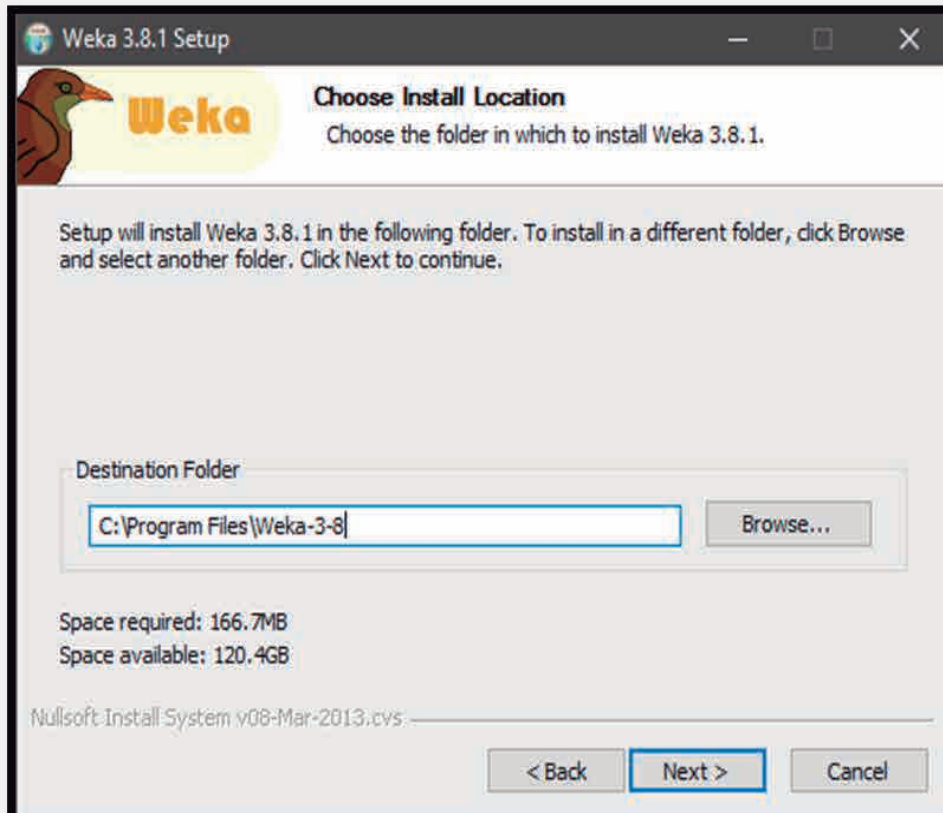 Weka 3.8.1 Setup
Weka
Choose Install Location
Choose the folder in which to install Weka 3.8.1.
Setup will install Weka 3.8.1 in the following folder. To install in a different folder, click Browse
and select another folder. Click Next to continue.
Destination Folder
C:\Program Files\Weka-3-8
Browse...
Space required: 166.7MB
Space available: 120.4GB
Nullsoft Install System v08-Mar-2013.cvs
< Back
Next >
Cancel